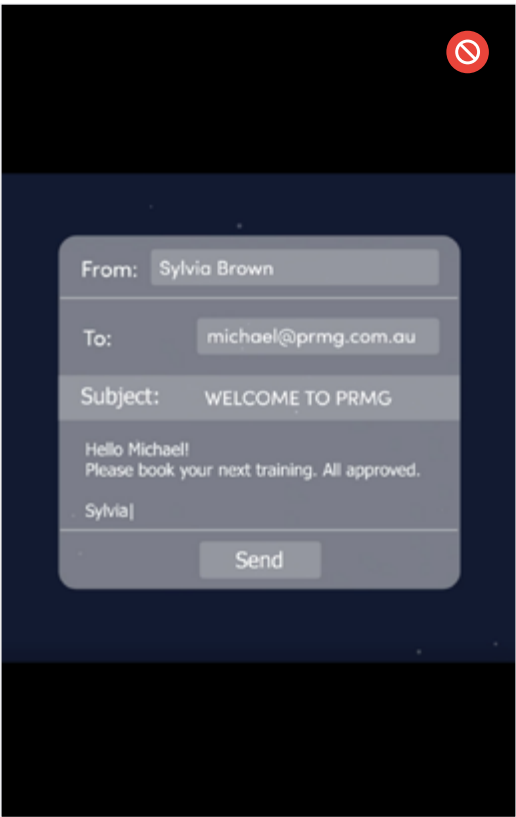 From: Sylvia Brown
To: michael@prmg.com.au
Subject: WELCOME TO PRMG
Hello Michael!
Please book your next training. All approved.
Sylvia
Send